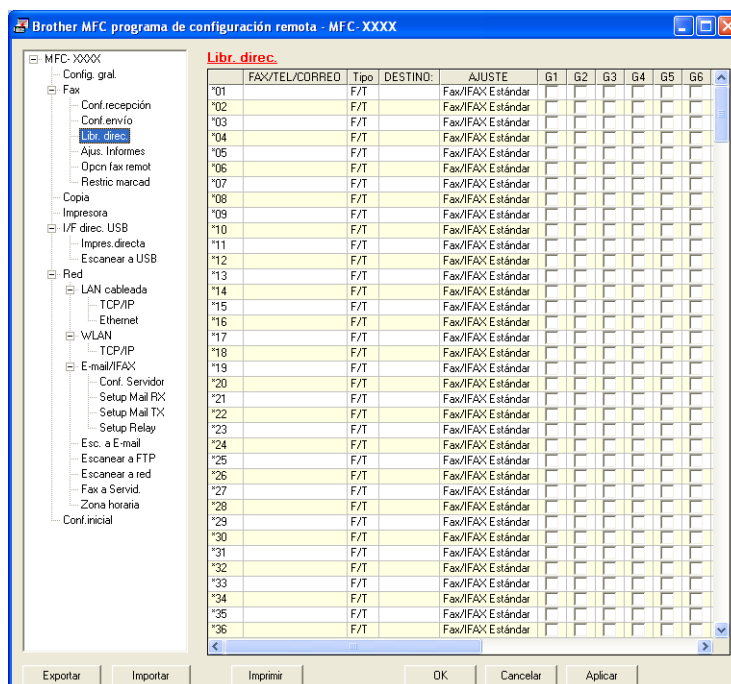 Brother MFC programa de configuración remota - MFC-XXXX
MFC-XXXX
Config. gral.
Fax
Conf.recepción
Conf.envío
Libr. direc.
Ajus. Informes
Opcn fax remot
Restric marcad
Copia
Impresora
I/F direc. USB
Impres.directa
Escanear a USB
Red
LAN cableada
TCP/IP
Ethernet
WLAN
TCP/IP
E-mail/IFAX
Conf. Servidor
Setup Mail RX
Setup Mail TX
Setup Relay
Esc. a E-mail
Escanear a FTP
Escanear a red
Fax a Servid.
Zona horaria
Conf.inicial
Libr. direc.
FAX/TEL/CORREO Tipo DESTINO: AJUSTE G1 G2 G3 G4 G5 G6
*01 F/T Fax/IFAX Estándar
*02 F/T Fax/IFAX Estándar
*03 F/T Fax/IFAX Estándar
*04 F/T Fax/IFAX Estándar
*05 F/T Fax/IFAX Estándar
*06 F/T Fax/IFAX Estándar
*07 F/T Fax/IFAX Estándar
*08 F/T Fax/IFAX Estándar
*09 F/T Fax/IFAX Estándar
*10 F/T Fax/IFAX Estándar
*11 F/T Fax/IFAX Estándar
*12 F/T Fax/IFAX Estándar
*13 F/T Fax/IFAX Estándar
*14 F/T Fax/IFAX Estándar
*15 F/T Fax/IFAX Estándar
*16 F/T Fax/IFAX Estándar
*17 F/T Fax/IFAX Estándar
*18 F/T Fax/IFAX Estándar
*19 F/T Fax/IFAX Estándar
*20 F/T Fax/IFAX Estándar
*21 F/T Fax/IFAX Estándar
*22 F/T Fax/IFAX Estándar
*23 F/T Fax/IFAX Estándar
*24 F/T Fax/IFAX Estándar
*25 F/T Fax/IFAX Estándar
*26 F/T Fax/IFAX Estándar
*27 F/T Fax/IFAX Estándar
*28 F/T Fax/IFAX Estándar
*29 F/T Fax/IFAX Estándar
*30 F/T Fax/IFAX Estándar
*31 F/T Fax/IFAX Estándar
*32 F/T Fax/IFAX Estándar
*33 F/T Fax/IFAX Estándar
*34 F/T Fax/IFAX Estándar
*35 F/T Fax/IFAX Estándar
*36 F/T Fax/IFAX Estándar
Exportar Importar Imprimir OK Cancelar Aplicar